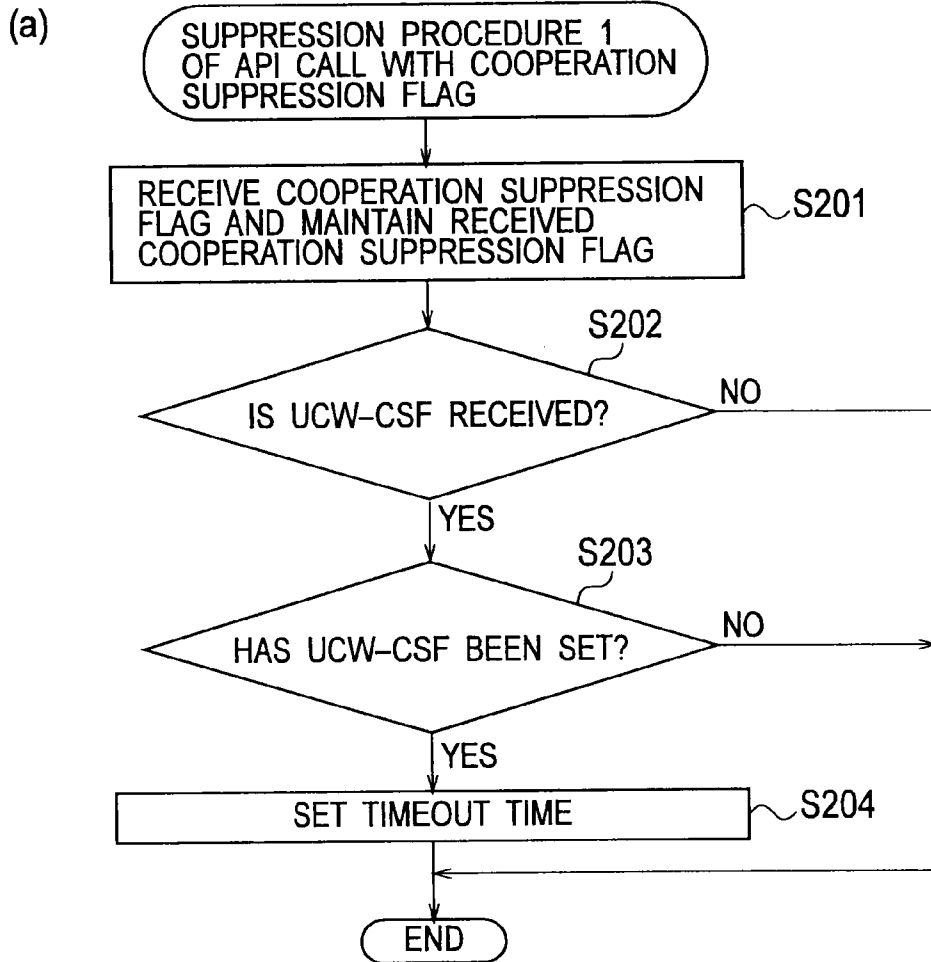 (a)
SUPPRESSION PROCEDURE 1
OF API CALL WITH COOPERATION
SUPPRESSION FLAG
RECEIVE COOPERATION SUPPRESSION
FLAG AND MAINTAIN RECEIVED
COOPERATION SUPPRESSION FLAG
S201
S202
IS UCW-CSF RECEIVED?
NO
YES
S203
HAS UCW-CSF BEEN SET?
NO
YES
SET TIMEOUT TIME
S204
END